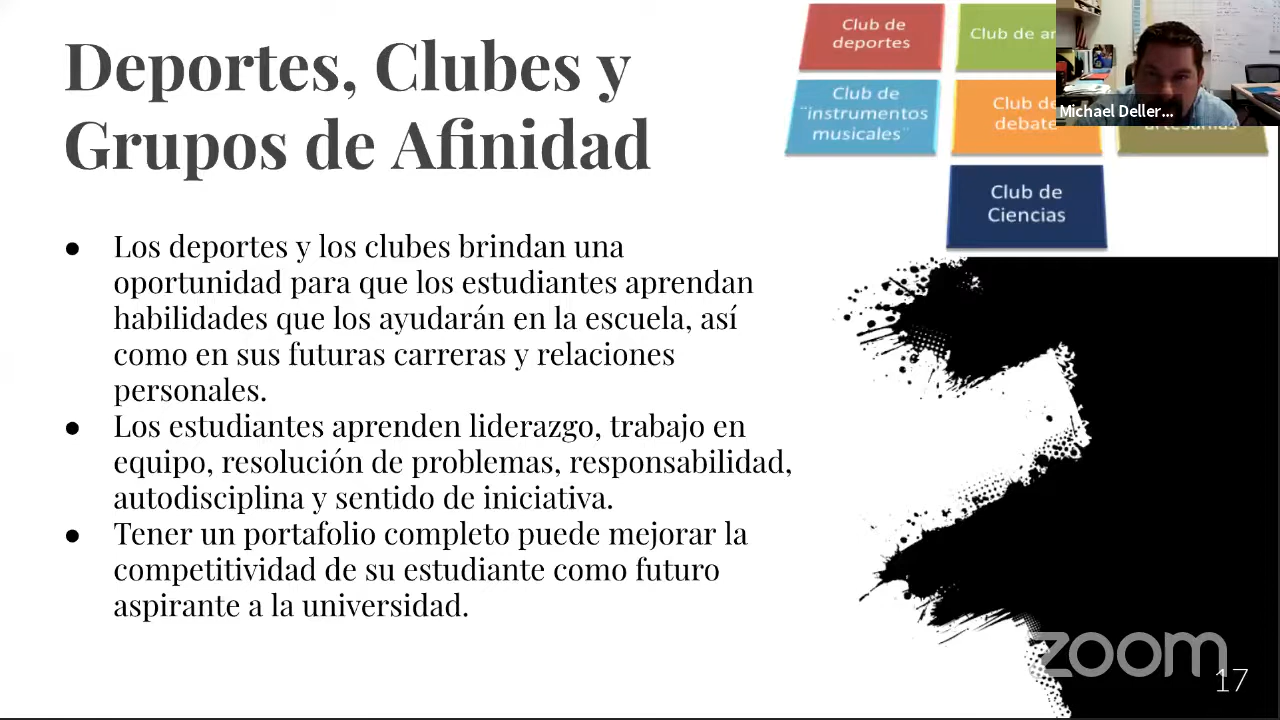 Deportes, Clubes y
Grupos de Afinidad
Los deportes y los clubes brindan una
oportunidad para que los estudiantes aprendan
habilidades que los ayudarán en la escuela, así
como en sus futuras carreras y relaciones
personales.
Los estudiantes aprenden liderazgo, trabajo en
equipo, resolución de problemas, responsabilidad,
autodisciplina y sentido de iniciativa.
Tener un portafolio completo puede mejorar la
competitividad de su estudiante como futuro
aspirante a la universidad.
Club de
deportes
Club de
Club de
¨instrumentos
musicales¨
Club de
debate
artesanías
Club de
Ciencias
Michael Deller...
zoom
17